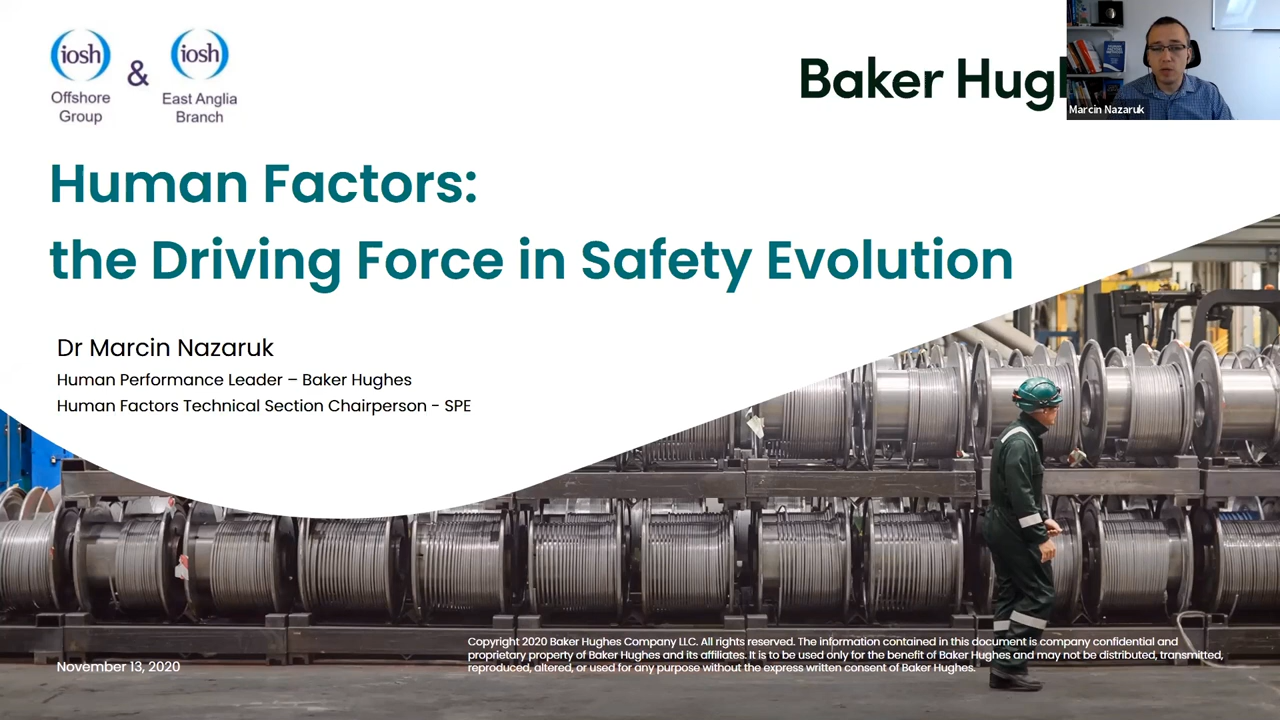 iosh
Offshore
Group
&
iosh
East Anglia
Branch
Baker Hugh
Marcin Nazaruk
Human Factors:
the Driving Force in Safety Evolution
Dr Marcin Nazaruk
Human Performance Leader – Baker Hughes
Human Factors Technical Section Chairperson - SPE
Copyright 2020 Baker Hughes Company LLC. All rights reserved. The information contained in this document is company confidential and
proprietary property of Baker Hughes and its affiliates. It is to be used only for the benefit of Baker Hughes and may not be distributed, transmitted,
reproduced, altered, or used for any purpose without the express written consent of Baker Hughes.
November 13, 2020